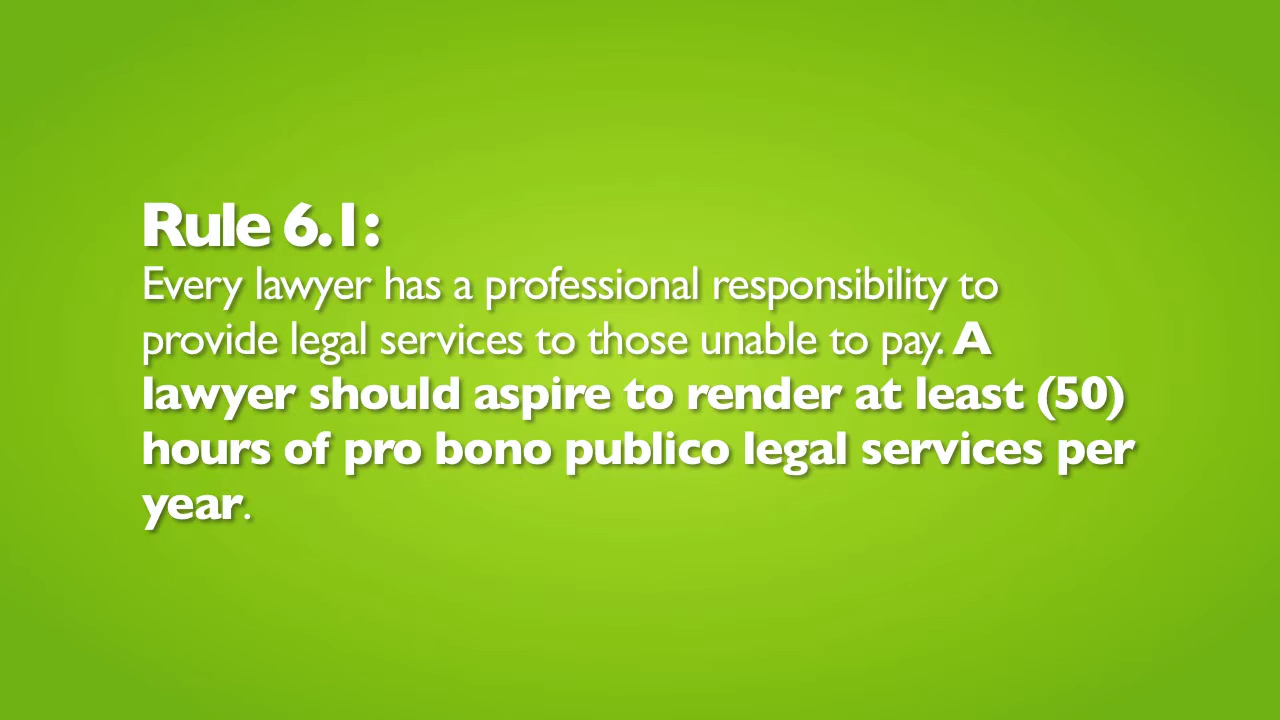 Rule 6.1:
Every lawyer has a professional responsibility to
provide legal services to those unable to pay. A
lawyer should aspire to render at least (50)
hours of pro bono publico legal services per
year.